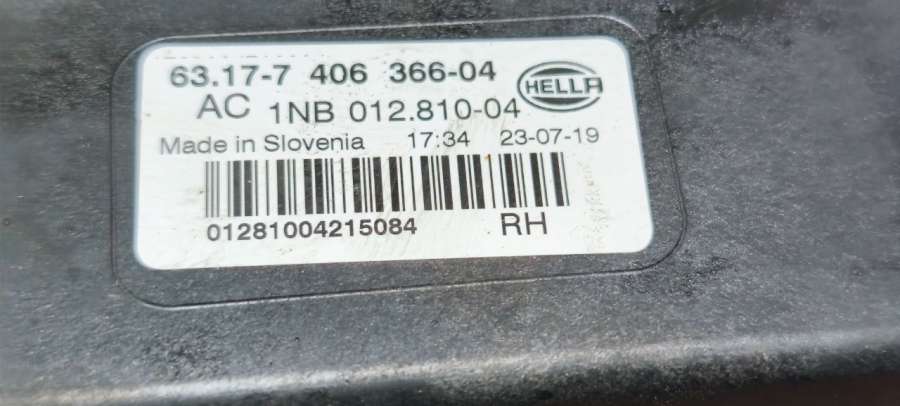 63.17-7 406 366-04
HELLA
AC 1NB 012.810-04
Made in Slovenia 17:34 23-07-19
01281004215084 RH